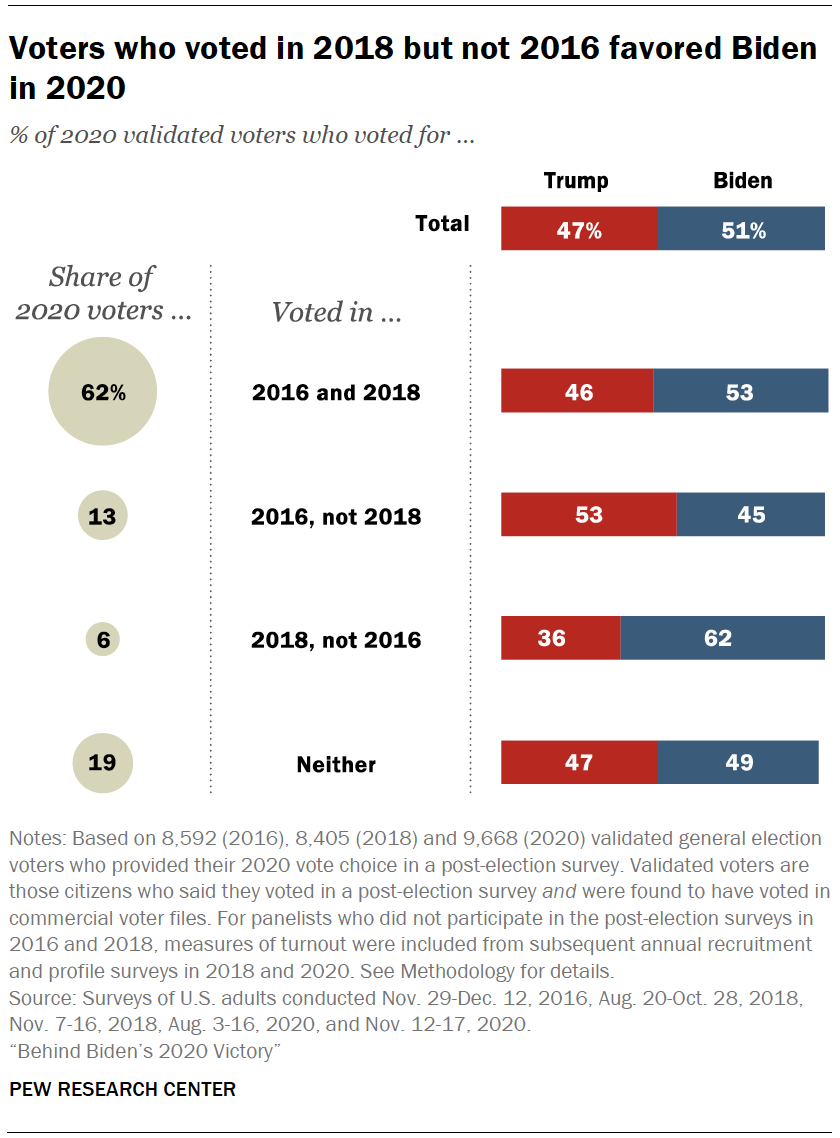 Voters who voted in 2018 but not 2016 favored Biden
in 2020
% of 2020 validated voters who voted for ...
Trump Biden
Total 47% 51%
Share of
2020 voters ... Voted in ...
62% 2016 and 2018 46 53
13 2016, not 2018 53 45
6 2018, not 2016 36 62
19 Neither 47 49
Notes: Based on 8,592 (2016), 8,405 (2018) and 9,668 (2020) validated general election
voters who provided their 2020 vote choice in a post-election survey. Validated voters are
those citizens who said they voted in a post-election survey and were found to have voted in
commercial voter files. For panelists who did not participate in the post-election surveys in
2016 and 2018, measures of turnout were included from subsequent annual recruitment
and profile surveys in 2018 and 2020. See Methodology for details.
Source: Surveys of U.S. adults conducted Nov. 29-Dec. 12, 2016, Aug. 20-Oct. 28, 2018,
Nov. 7-16, 2018, Aug. 3-16, 2020, and Nov. 12-17, 2020.
“Behind Biden’s 2020 Victory”
PEW RESEARCH CENTER